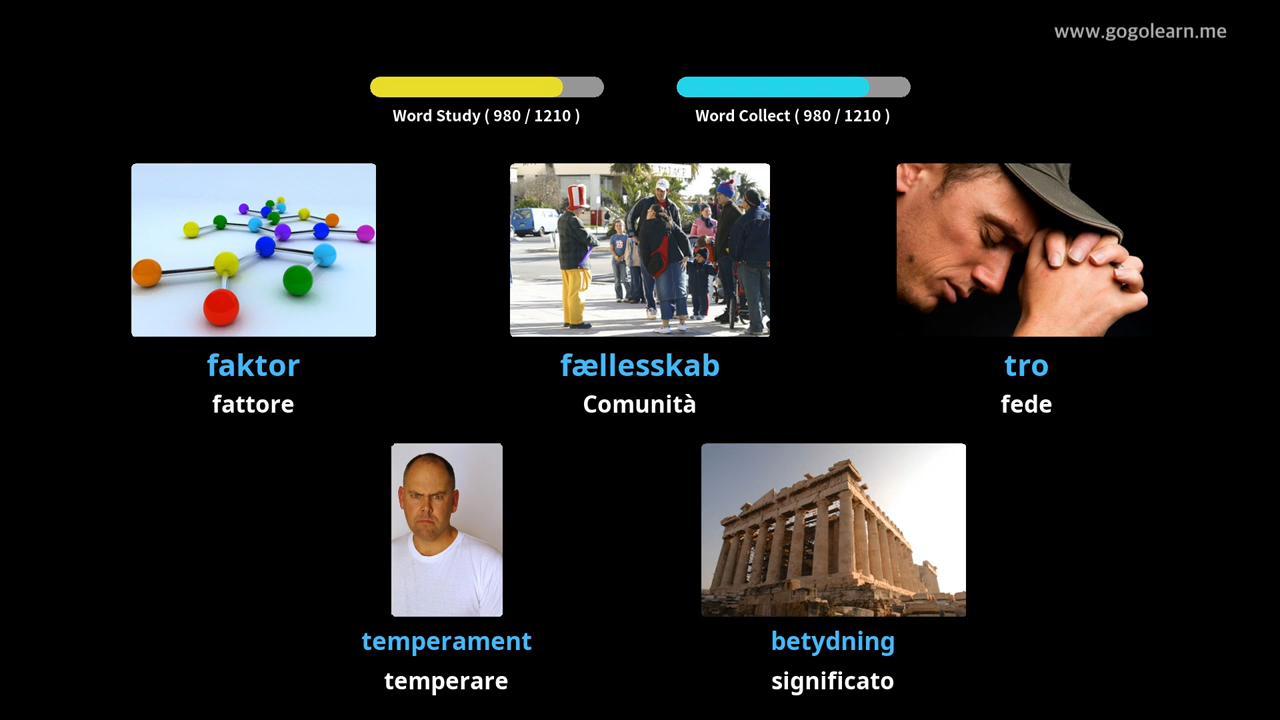 www.gogolearn.me
Word Study ( 980 / 1210 )
Word Collect ( 980 / 1210 )
faktor
fællesskab
tro
fattore
Comunità
fede
temperament
betydning
temperare
significato